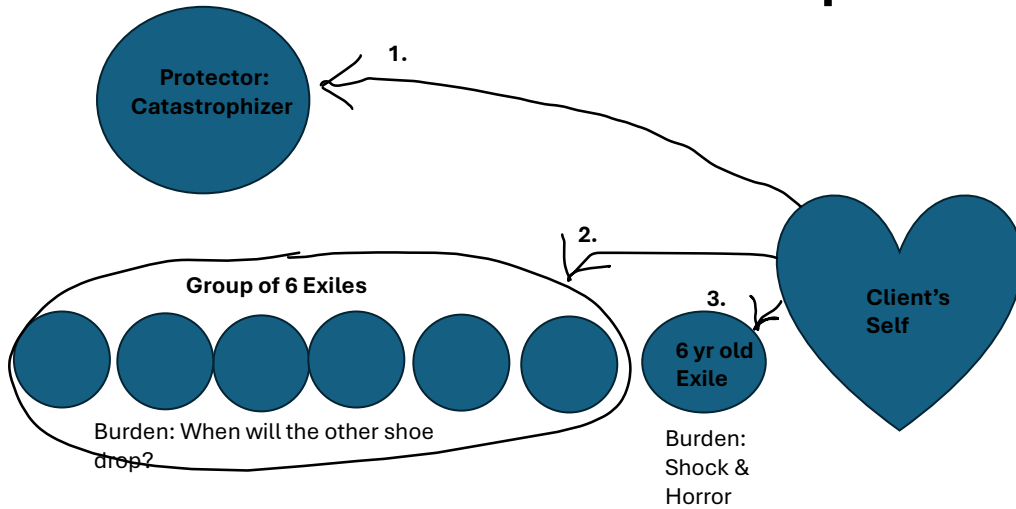 1.
Protector:
Catastrophizer
2.
Group of 6 Exiles
3.
Client's
Self
6 yr old
Exile
Burden: When will the other shoe
drop?
Burden:
Shock &
Horror